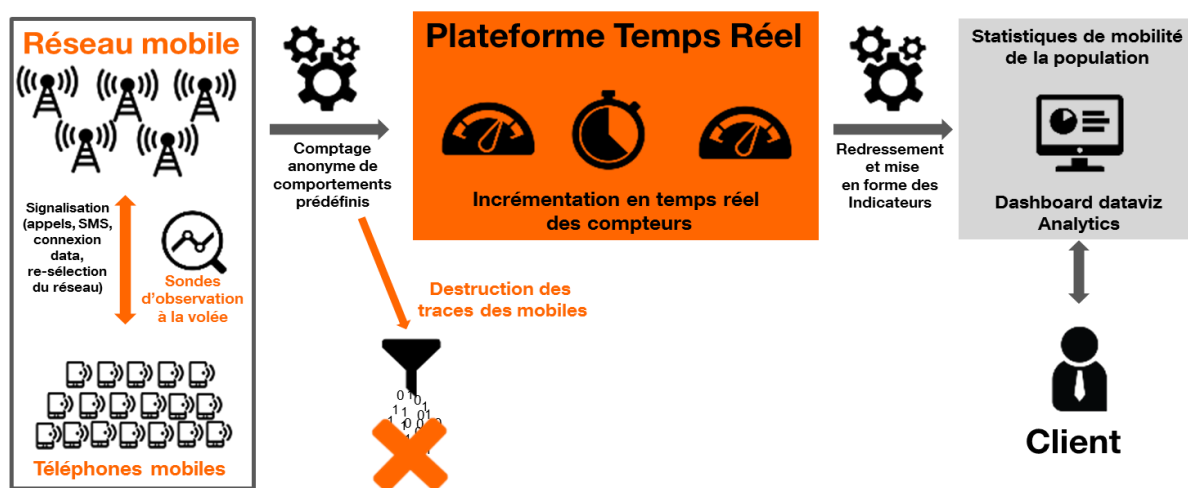 Réseau mobile
Signalisation
(appels, SMS,
connexion
data,
re-sélection
du réseau)
Sondes
d'observation
à la volée
Téléphones mobiles
Comptage
anonyme de
comportements
prédéfinis
Destruction des
traces des mobiles
Plateforme Temps Réel
Incrémentation en temps réel
des compteurs
Redressement
et mise
en forme des
Indicateurs
Statistiques de mobilité
de la population
Dashboard dataviz
Analytics
Client